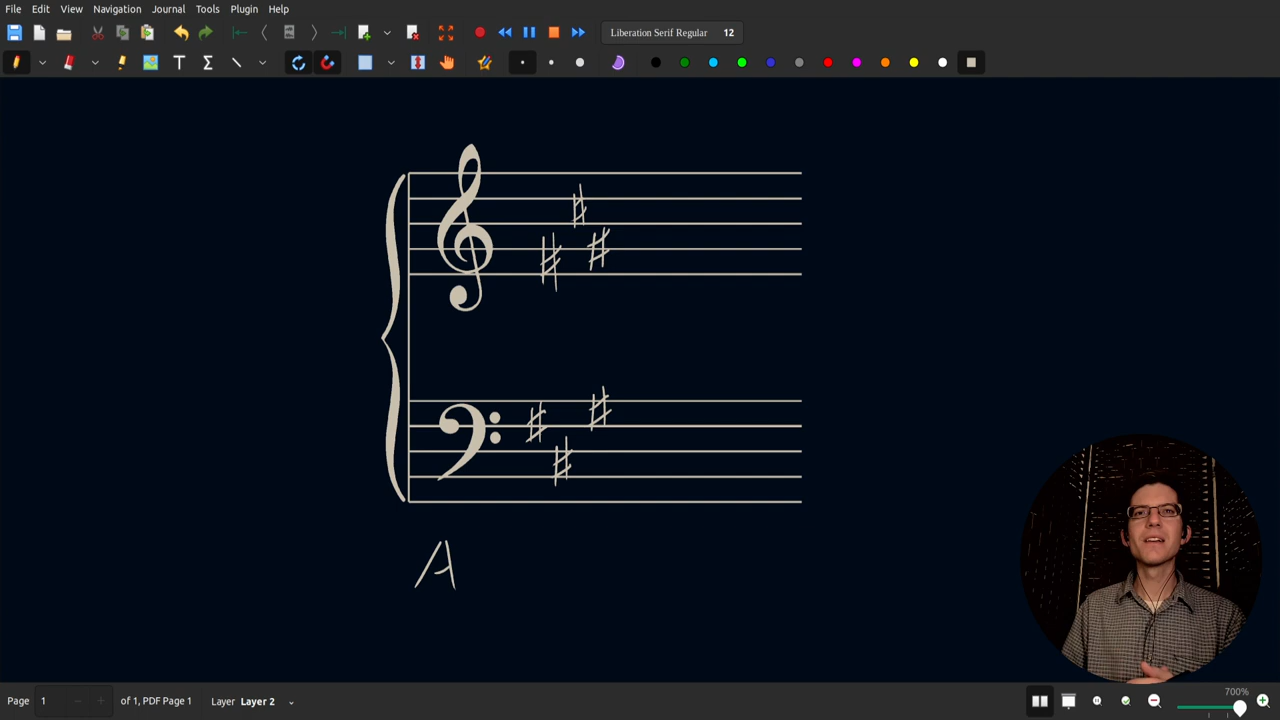 File Edit View Navigation Journal Tools Plugin Help
Liberation Serif Regular 12
A
700%
Page 1 of 1, PDF Page 1 Layer Layer 2